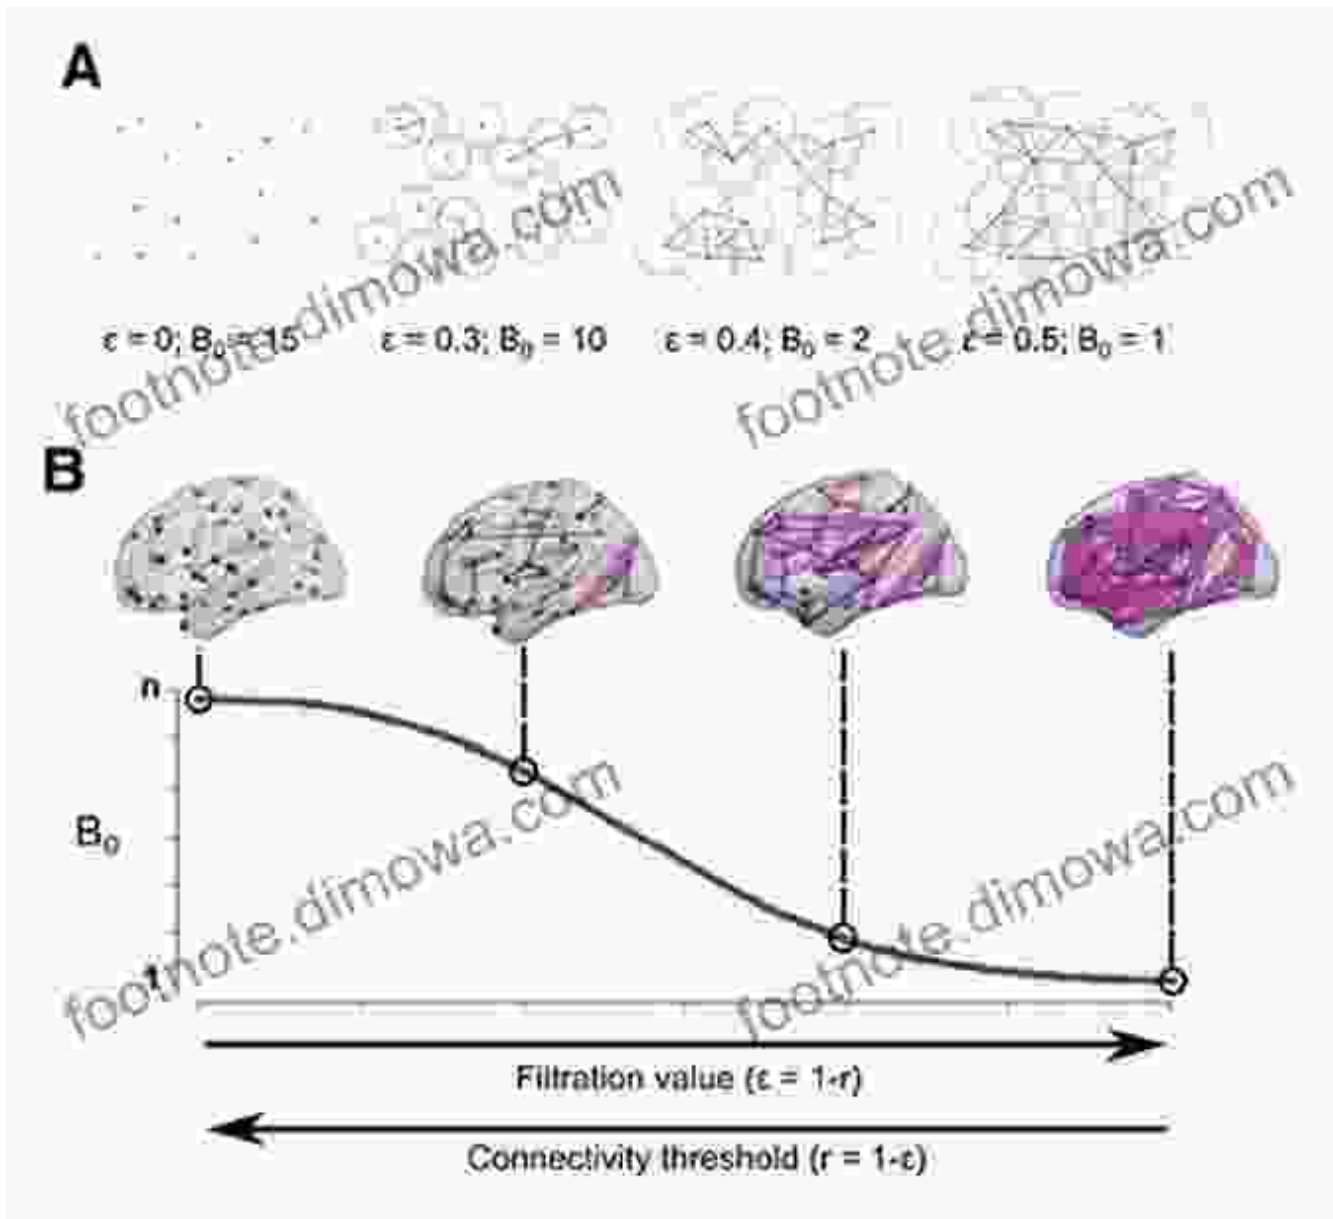 A
ε = 0; B₀ = 15
ε = 0.3; B₀ = 10
ε = 0.4; B₀ = 2
ε = 0.5; B₀ = 1
footnote.dimowa.com
footnote.dimowa.com
B
n
B₀
1
footnote.dimowa.com
footnote.dimowa.com
Filtration value (ε = 1-r)
Connectivity threshold (r = 1-ε)